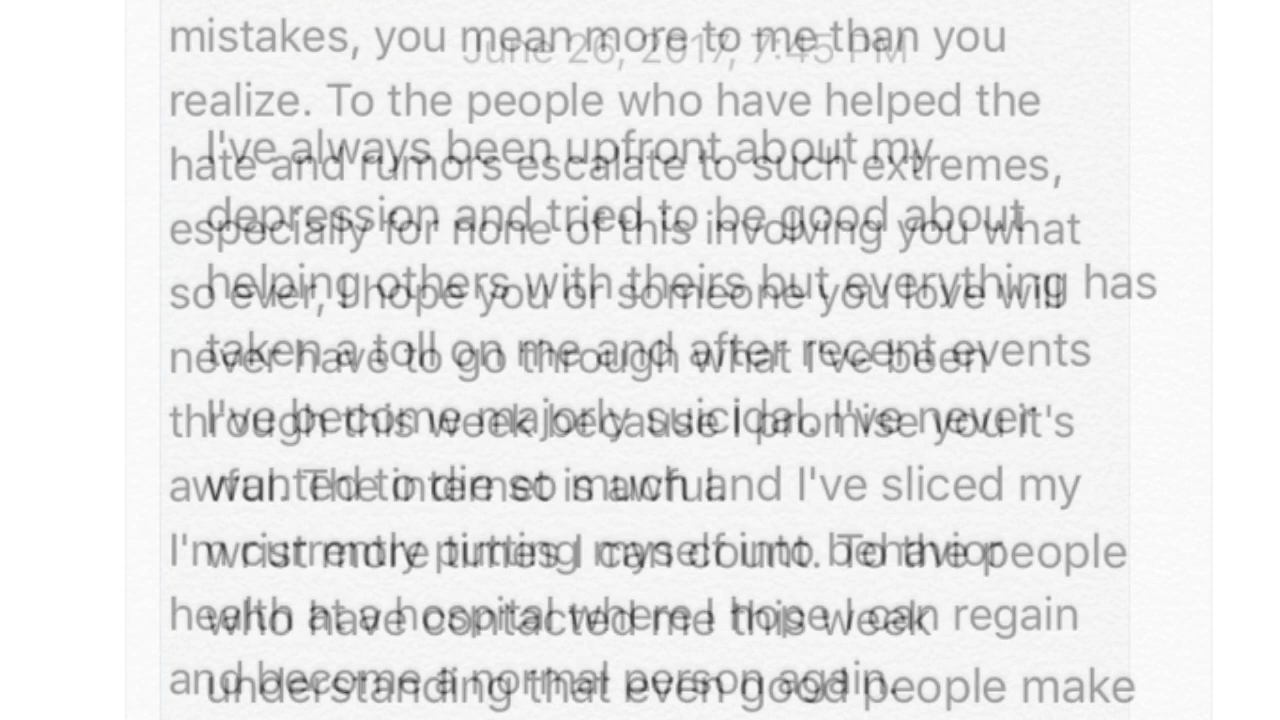 June 26, 2017, 7:45 PM
I've always been upfront about my
depression and tried to be good about
helping others with theirs but everything has
taken a toll on me and after recent events
I've become majorly suicidal. I've never
wanted to die so much and I've sliced my
wrist more times I can count. To the people
who have contacted me this week
understanding that even good people make
mistakes, you mean more to me than you
realize. To the people who have helped the
hate and rumors escalate to such extremes,
especially for none of this involving you what
so ever, I hope you or someone you love will
never have to go through what I've been
through this week because I promise you it's
awful. The internet is awful.
I'm currently putting myself into behavior
health at a hospital where I hope I can regain
and become a normal person again.